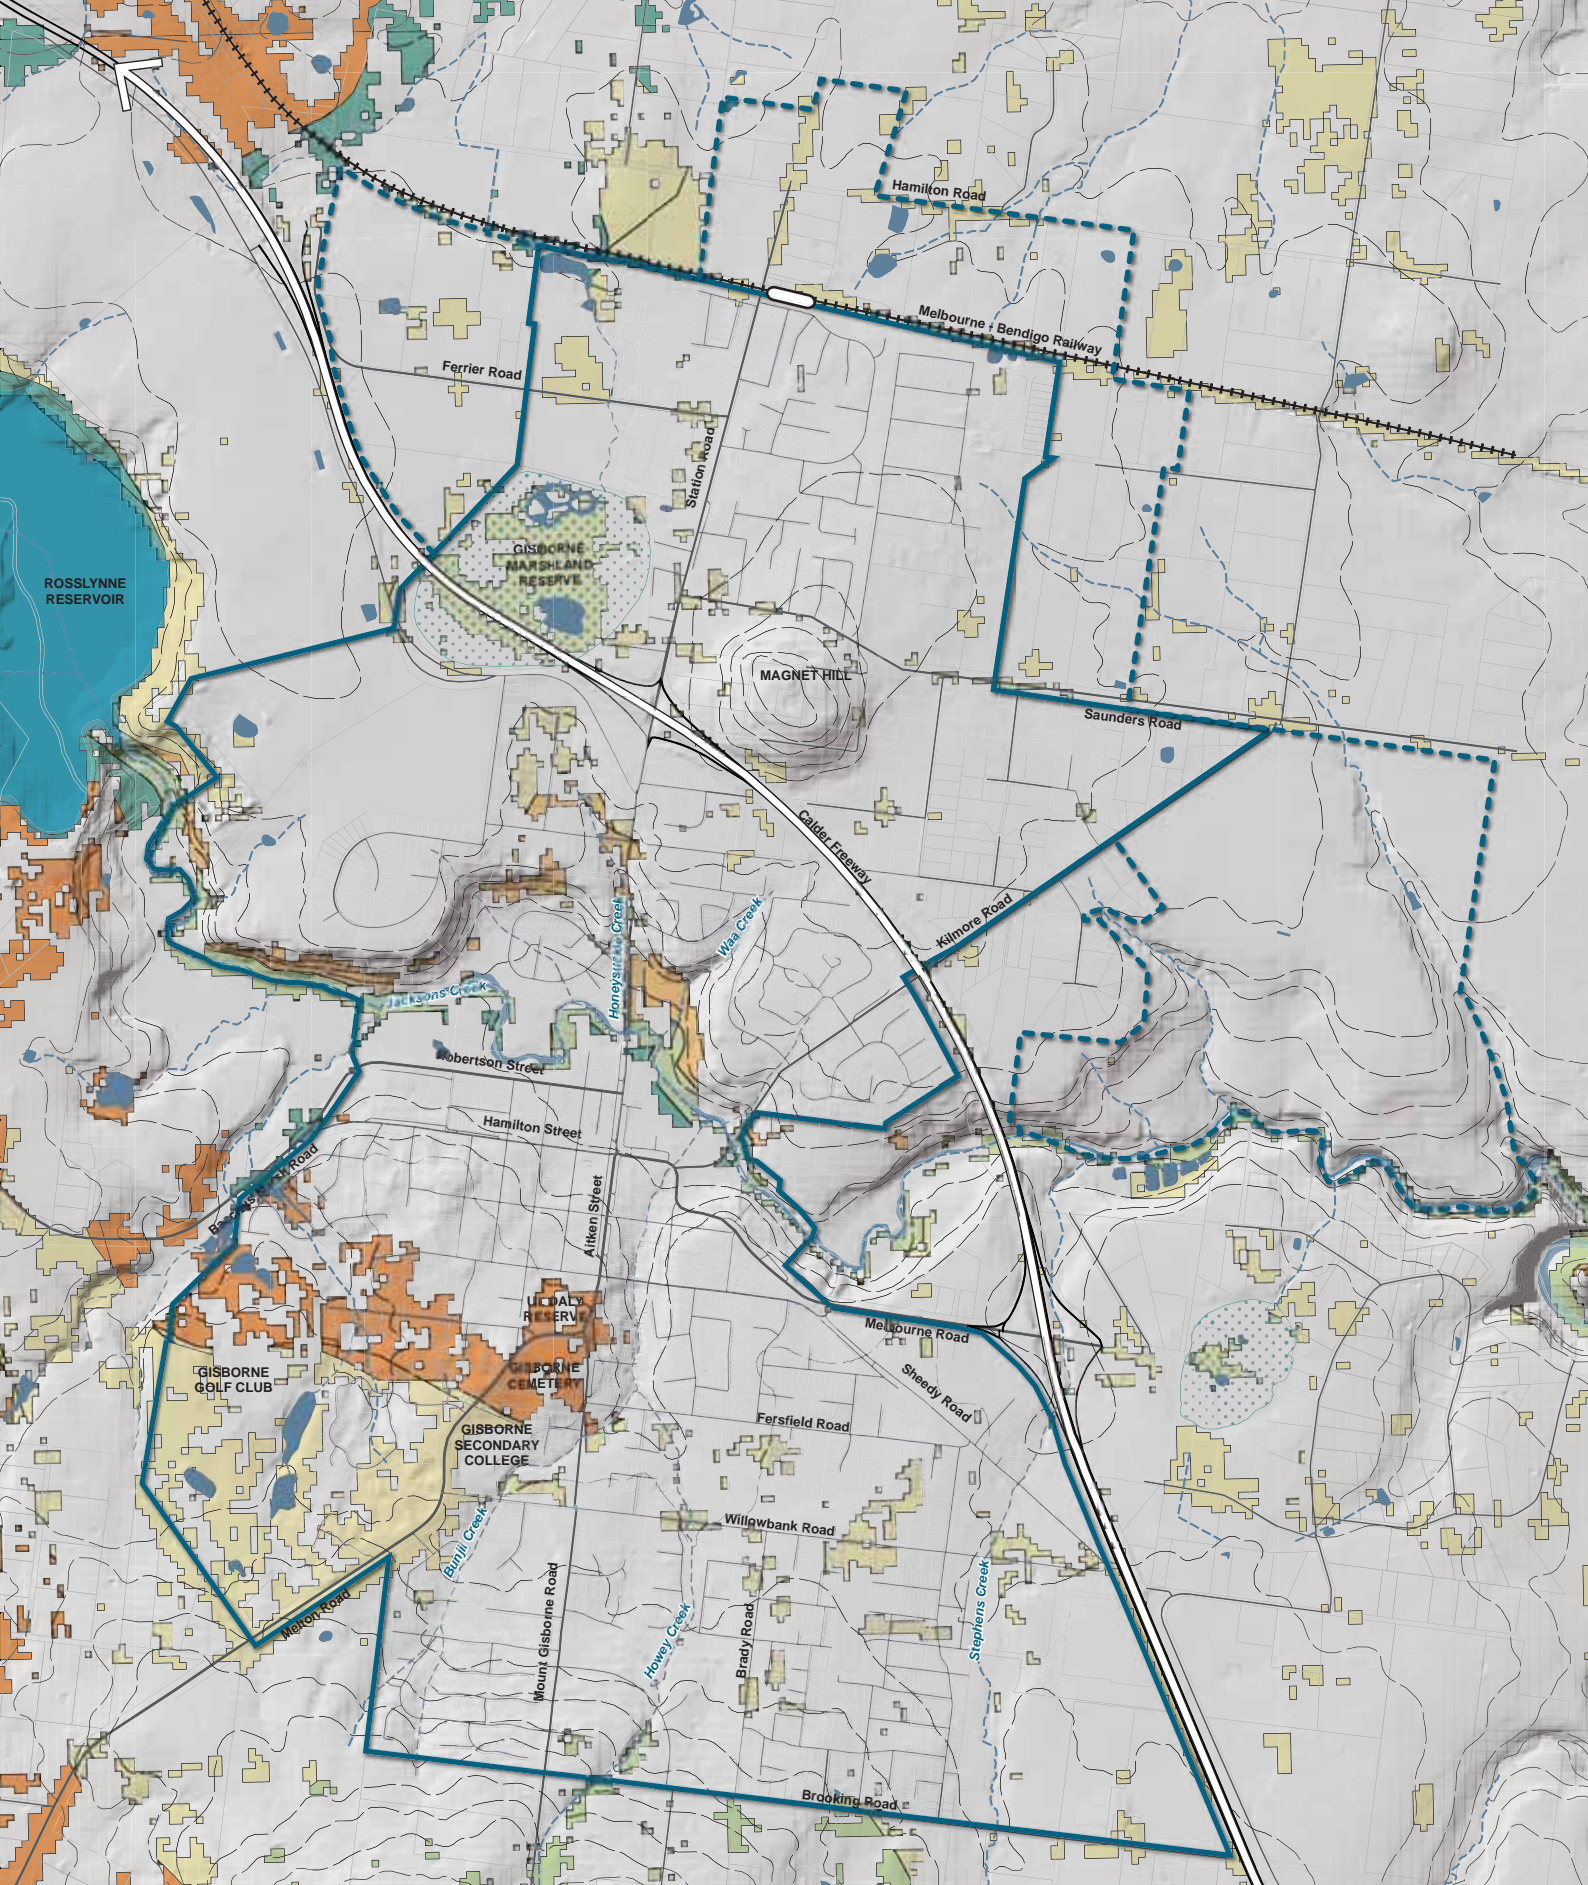 Hamilton Road
Melbourne - Bendigo Railway
Ferrier Road
Station Road
GISBORNE
MARSHLAND
RESERVE
ROSSLYNNE
RESERVOIR
MAGNET HILL
Saunders Road
Calder Freeway
Kilmore Road
Waa Creek
Honeysuckle Creek
Jacksons Creek
Robertson Street
Hamilton Street
Aitken Street
Road
RESERVE
Melbourne Road
GISBORNE
CEMETERY
GISBORNE
GOLF CLUB
Sheedy Road
Fersfield Road
GISBORNE
SECONDARY
COLLEGE
Willowbank Road
Bunjil Creek
Stephens Creek
Mount Gisborne Road
Howey Creek
Brady Road
Melton Road
Brooking Road